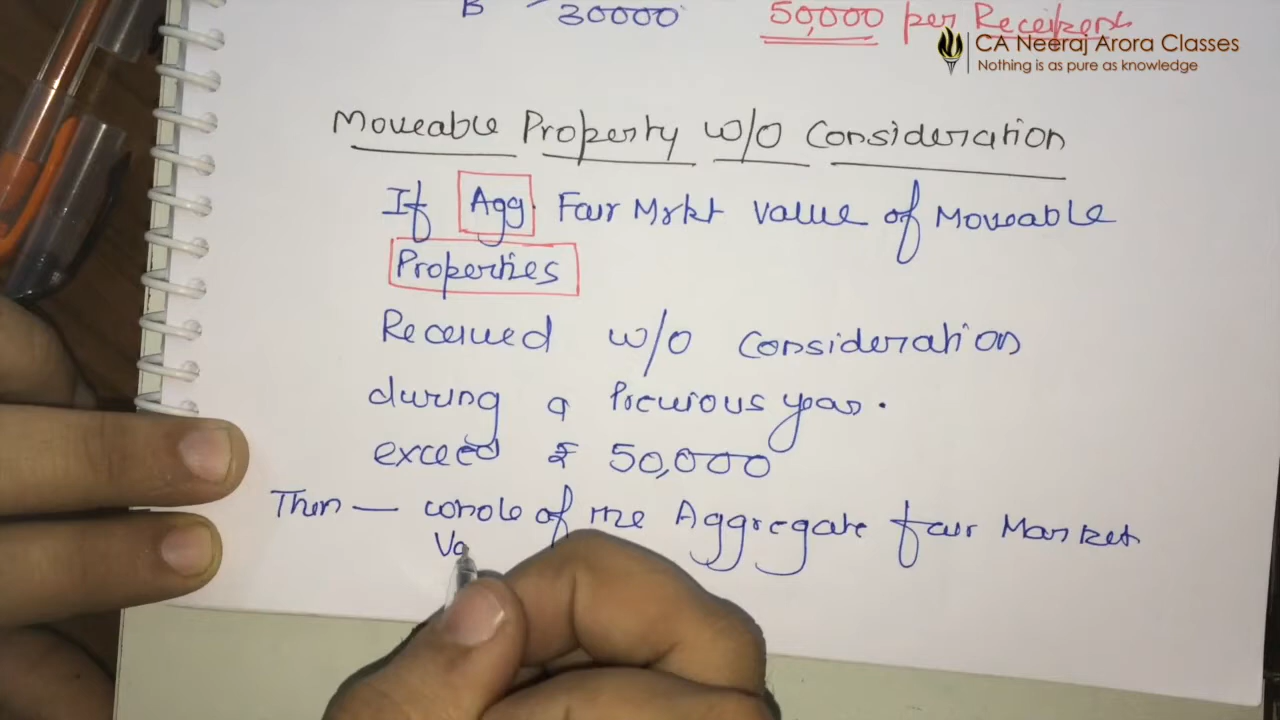 B 30000 50,000 per Receiver
CA Neeraj Arora Classes
Nothing is as pure as knowledge
Moveable Property w/o Consideration
If Agg. Fair Mrkt Value of Moveable
Properties
Received w/o Consideration
during a Previous year.
exceed ₹ 50,000
Then — whole of the Aggregate fair Market
Va